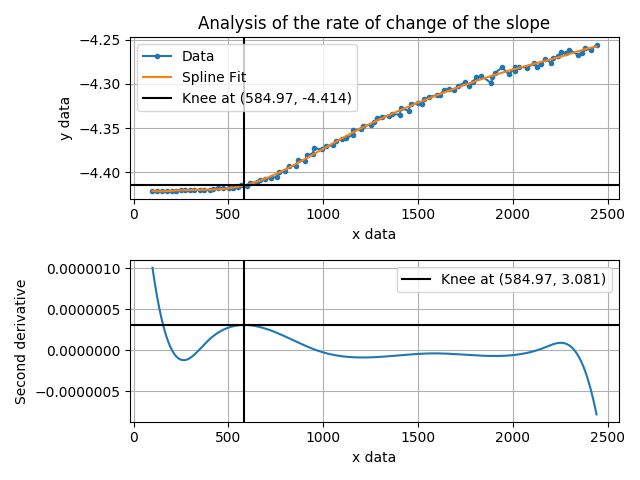 Analysis of the rate of change of the slope
−4.25
−4.30
−4.35
−4.40
y data
Data
Spline Fit
Knee at (584.97, -4.414)
0
500
1000
1500
2000
2500
x data
0.0000010
0.0000005
0.0000000
−0.0000005
Second derivative
Knee at (584.97, 3.081)
0
500
1000
1500
2000
2500
x data